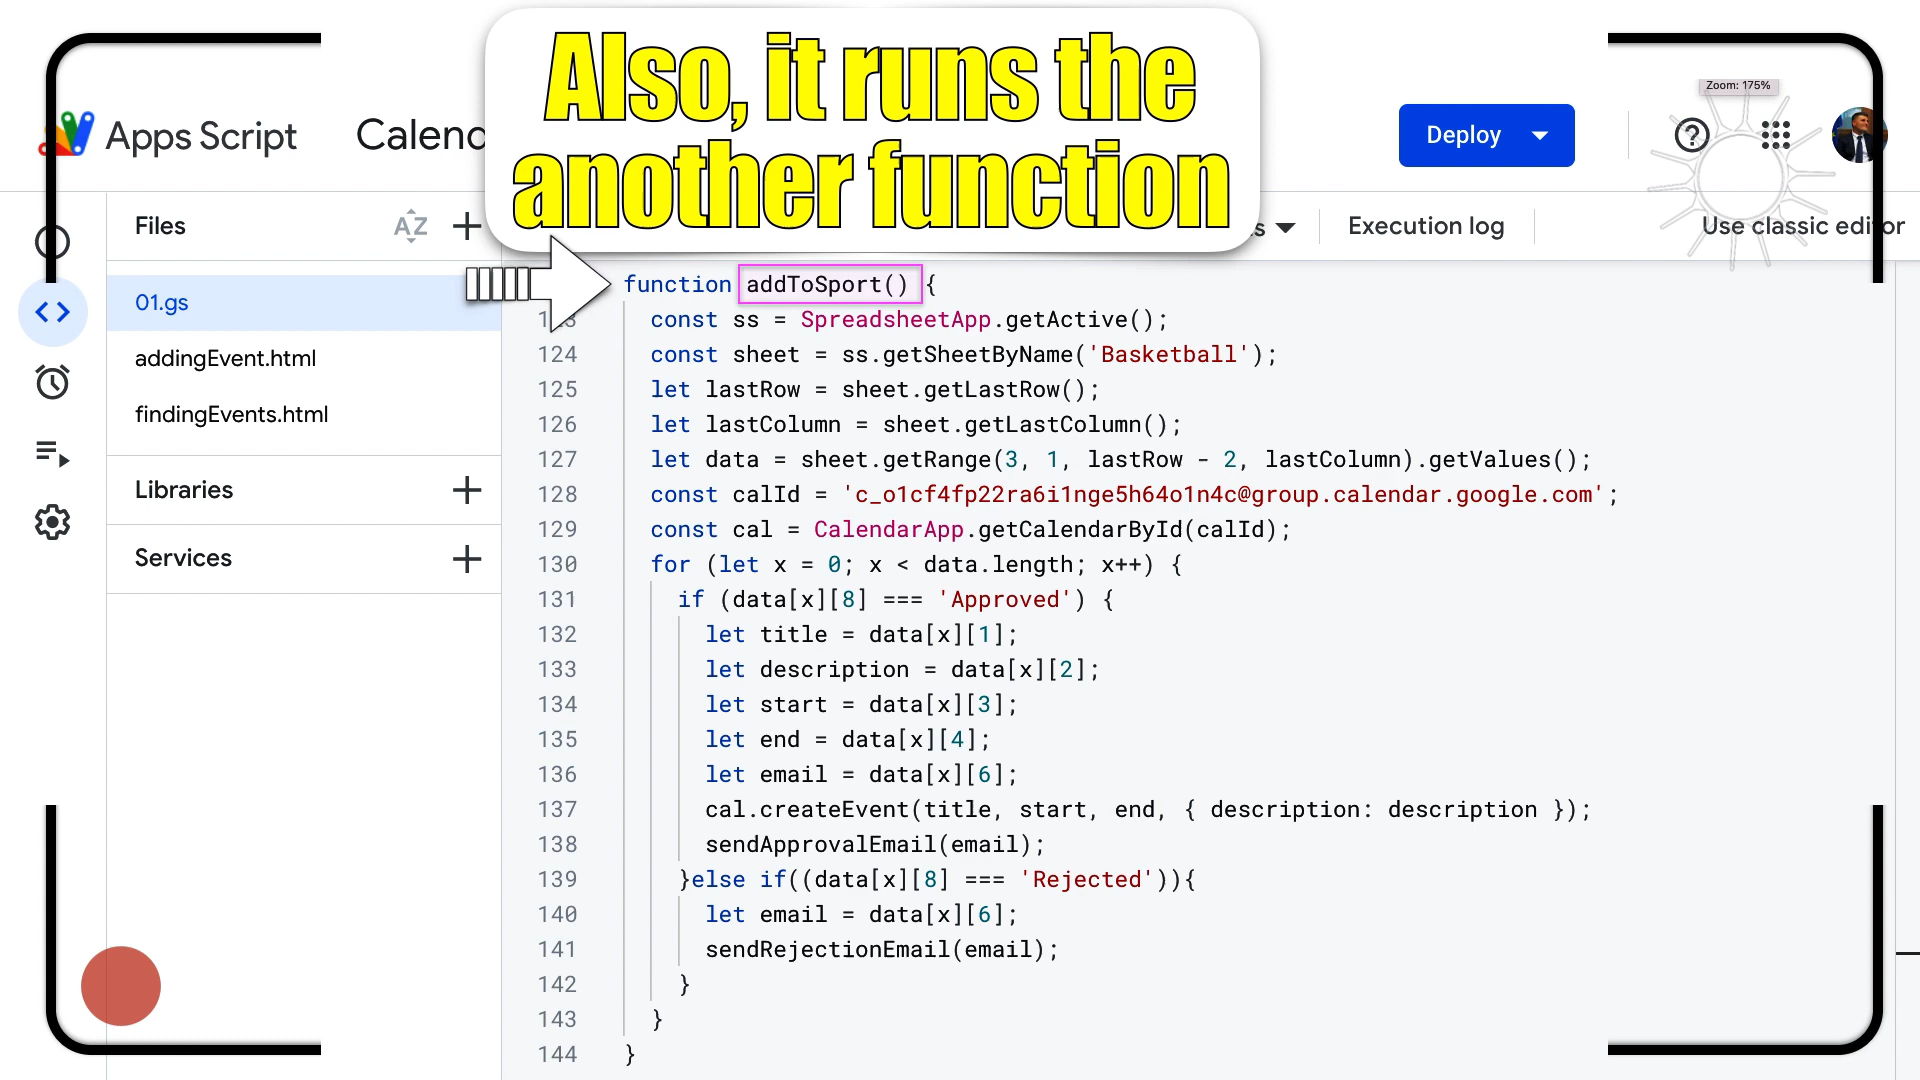 Also, it runs the
another function
Zoom: 175%
Apps Script
Calend
Deploy
Files
AZ
Execution log
Use classic editor
01.gs
addingEvent.html
findingEvents.html
Libraries
Services
function addToSport() {
124
125
126
127
128
129
130
131
132
133
134
135
136
137
138
139
140
141
142
143
144
const ss = SpreadsheetApp.getActive();
const sheet = ss.getSheetByName('Basketball');
let lastRow = sheet.getLastRow();
let lastColumn = sheet.getLastColumn();
let data = sheet.getRange(3, 1, lastRow - 2, lastColumn).getValues();
const calId = 'c_o1cf4fp22ra6i1nge5h64o1n4c@group.calendar.google.com';
const cal = CalendarApp.getCalendarById(calId);
for (let x = 0; x < data.length; x++) {
if (data[x][8] === 'Approved') {
let title = data[x][1];
let description = data[x][2];
let start = data[x][3];
let end = data[x][4];
let email = data[x][6];
cal.createEvent(title, start, end, { description: description });
sendApprovalEmail(email);
}else if((data[x][8] === 'Rejected')){
let email = data[x][6];
sendRejectionEmail(email);
}
}
}